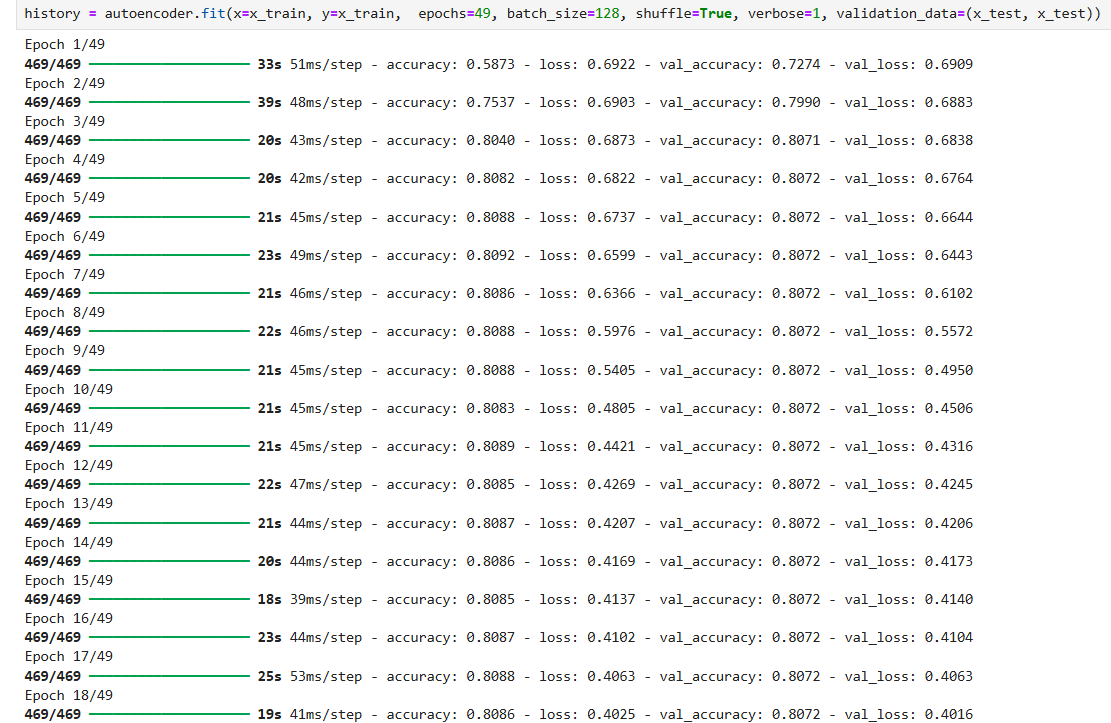 history = autoencoder.fit(x=x_train, y=x_train,  epochs=49, batch_size=128, shuffle=True, verbose=1, validation_data=(x_test, x_test))
Epoch 1/49
469/469 ━━━━━━━━━━━━━━━━━━━━ 33s 51ms/step - accuracy: 0.5873 - loss: 0.6922 - val_accuracy: 0.7274 - val_loss: 0.6909
Epoch 2/49
469/469 ━━━━━━━━━━━━━━━━━━━━ 39s 48ms/step - accuracy: 0.7537 - loss: 0.6903 - val_accuracy: 0.7990 - val_loss: 0.6883
Epoch 3/49
469/469 ━━━━━━━━━━━━━━━━━━━━ 20s 43ms/step - accuracy: 0.8040 - loss: 0.6873 - val_accuracy: 0.8071 - val_loss: 0.6838
Epoch 4/49
469/469 ━━━━━━━━━━━━━━━━━━━━ 20s 42ms/step - accuracy: 0.8082 - loss: 0.6822 - val_accuracy: 0.8072 - val_loss: 0.6764
Epoch 5/49
469/469 ━━━━━━━━━━━━━━━━━━━━ 21s 45ms/step - accuracy: 0.8088 - loss: 0.6737 - val_accuracy: 0.8072 - val_loss: 0.6644
Epoch 6/49
469/469 ━━━━━━━━━━━━━━━━━━━━ 23s 49ms/step - accuracy: 0.8092 - loss: 0.6599 - val_accuracy: 0.8072 - val_loss: 0.6443
Epoch 7/49
469/469 ━━━━━━━━━━━━━━━━━━━━ 21s 46ms/step - accuracy: 0.8086 - loss: 0.6366 - val_accuracy: 0.8072 - val_loss: 0.6102
Epoch 8/49
469/469 ━━━━━━━━━━━━━━━━━━━━ 22s 46ms/step - accuracy: 0.8088 - loss: 0.5976 - val_accuracy: 0.8072 - val_loss: 0.5572
Epoch 9/49
469/469 ━━━━━━━━━━━━━━━━━━━━ 21s 45ms/step - accuracy: 0.8088 - loss: 0.5405 - val_accuracy: 0.8072 - val_loss: 0.4950
Epoch 10/49
469/469 ━━━━━━━━━━━━━━━━━━━━ 21s 45ms/step - accuracy: 0.8083 - loss: 0.4805 - val_accuracy: 0.8072 - val_loss: 0.4506
Epoch 11/49
469/469 ━━━━━━━━━━━━━━━━━━━━ 21s 45ms/step - accuracy: 0.8089 - loss: 0.4421 - val_accuracy: 0.8072 - val_loss: 0.4316
Epoch 12/49
469/469 ━━━━━━━━━━━━━━━━━━━━ 22s 47ms/step - accuracy: 0.8085 - loss: 0.4269 - val_accuracy: 0.8072 - val_loss: 0.4245
Epoch 13/49
469/469 ━━━━━━━━━━━━━━━━━━━━ 21s 44ms/step - accuracy: 0.8087 - loss: 0.4207 - val_accuracy: 0.8072 - val_loss: 0.4206
Epoch 14/49
469/469 ━━━━━━━━━━━━━━━━━━━━ 20s 44ms/step - accuracy: 0.8086 - loss: 0.4169 - val_accuracy: 0.8072 - val_loss: 0.4173
Epoch 15/49
469/469 ━━━━━━━━━━━━━━━━━━━━ 18s 39ms/step - accuracy: 0.8085 - loss: 0.4137 - val_accuracy: 0.8072 - val_loss: 0.4140
Epoch 16/49
469/469 ━━━━━━━━━━━━━━━━━━━━ 23s 44ms/step - accuracy: 0.8087 - loss: 0.4102 - val_accuracy: 0.8072 - val_loss: 0.4104
Epoch 17/49
469/469 ━━━━━━━━━━━━━━━━━━━━ 25s 53ms/step - accuracy: 0.8088 - loss: 0.4063 - val_accuracy: 0.8072 - val_loss: 0.4063
Epoch 18/49
469/469 ━━━━━━━━━━━━━━━━━━━━ 19s 41ms/step - accuracy: 0.8086 - loss: 0.4025 - val_accuracy: 0.8072 - val_loss: 0.4016